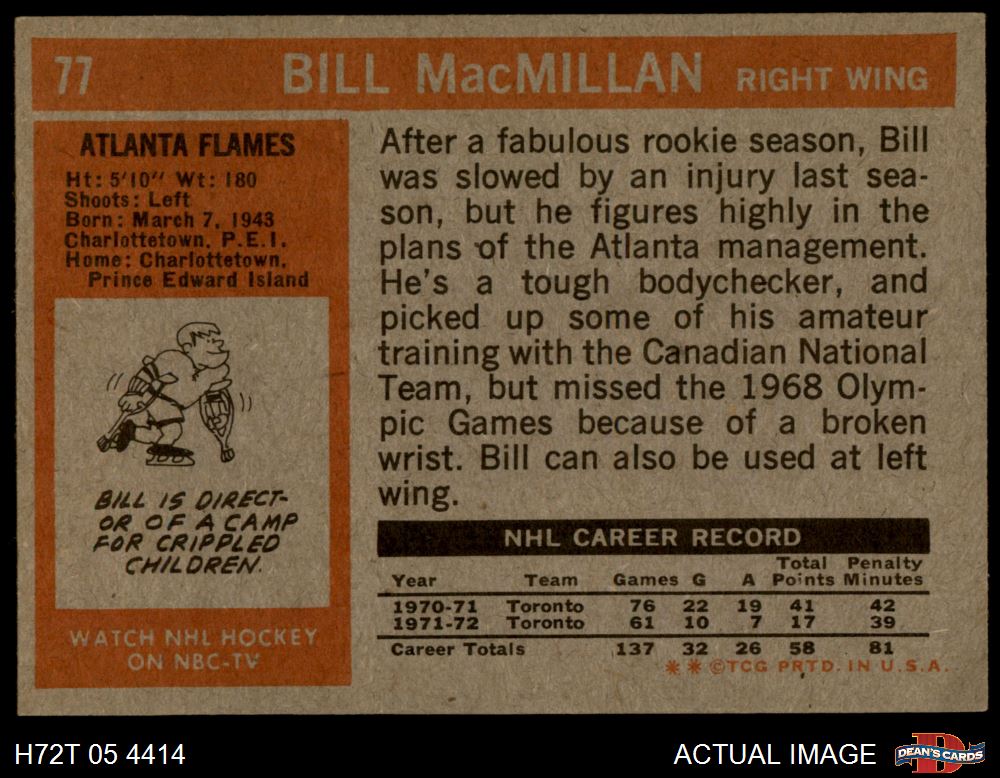 77 BILL MacMILLAN RIGHT WING
ATLANTA FLAMES
Ht: 5'10" Wt: 180
Shoots: Left
Born: March 7, 1943
Charlottetown, P.E.I.
Home: Charlottetown,
Prince Edward Island
BILL IS DIRECT-
OR OF A CAMP
FOR CRIPPLED
CHILDREN.
WATCH NHL HOCKEY
ON NBC-TV
After a fabulous rookie season, Bill
was slowed by an injury last sea-
son, but he figures highly in the
plans of the Atlanta management.
He's a tough bodychecker, and
picked up some of his amateur
training with the Canadian National
Team, but missed the 1968 Olym-
pic Games because of a broken
wrist. Bill can also be used at left
wing.
NHL CAREER RECORD
Year Team Games G A Total Points Penalty Minutes
1970-71 Toronto 76 22 19 41 42
1971-72 Toronto 61 10 7 17 39
Career Totals 137 32 26 58 81
**©TCG PRTD. IN U.S.A.
H72T 05 4414 ACTUAL IMAGE DEAN'S CARDS